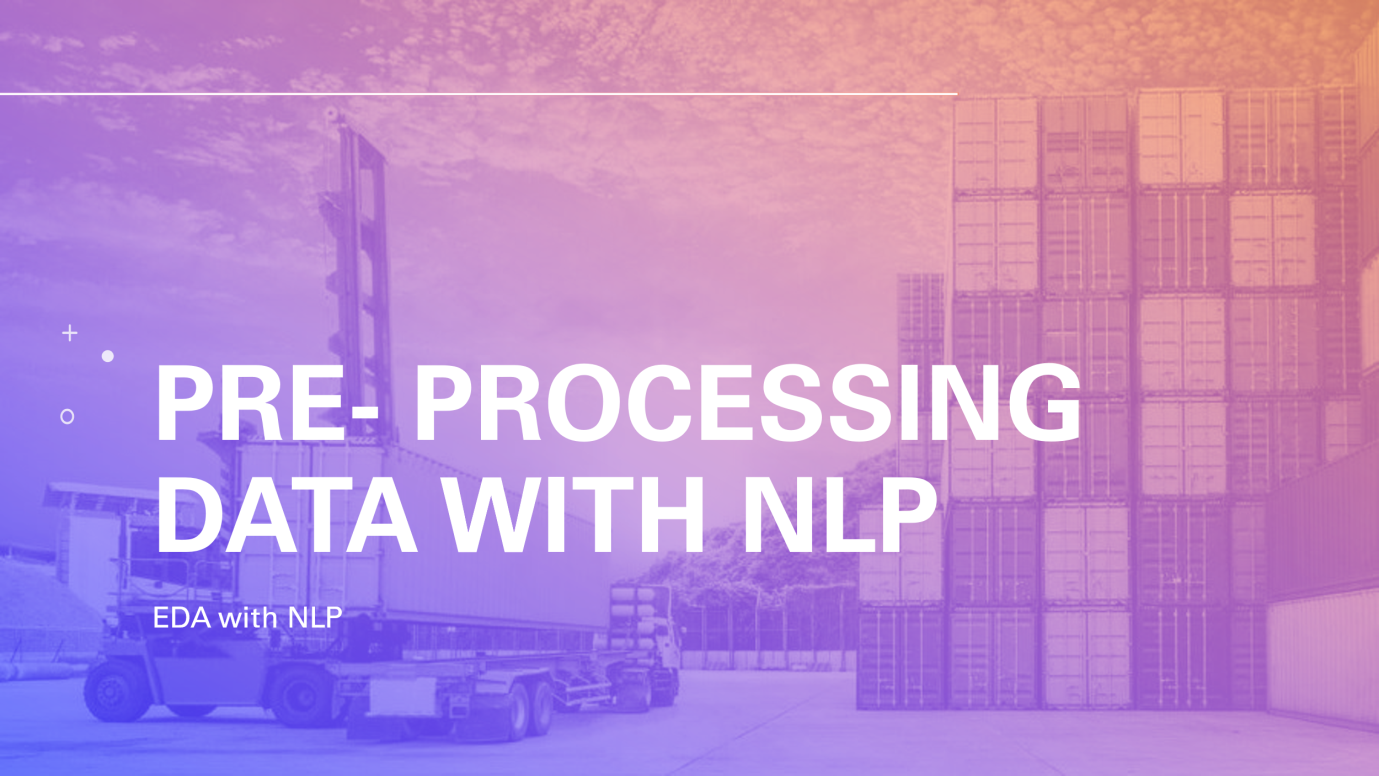 PRE- PROCESSING
DATA WITH NLP
EDA with NLP